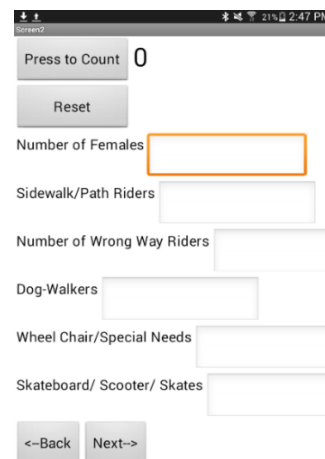 21% 2:47 PM
Screen2
Press to Count 0
Reset
Number of Females
Sidewalk/Path Riders
Number of Wrong Way Riders
Dog-Walkers
Wheel Chair/Special Needs
Skateboard/ Scooter/ Skates
<--Back Next-->